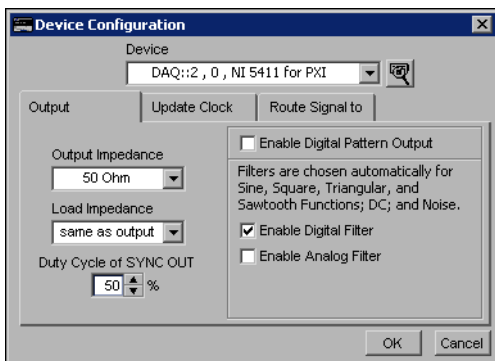 Device Configuration
Device
DAQ::2 , 0 , NI 5411 for PXI
Output
Update Clock
Route Signal to
Output Impedance
50 Ohm
Load Impedance
same as output
Duty Cycle of SYNC OUT
50 %
Enable Digital Pattern Output
Filters are chosen automatically for
Sine, Square, Triangular, and
Sawtooth Functions; DC; and Noise.
Enable Digital Filter
Enable Analog Filter
OK
Cancel